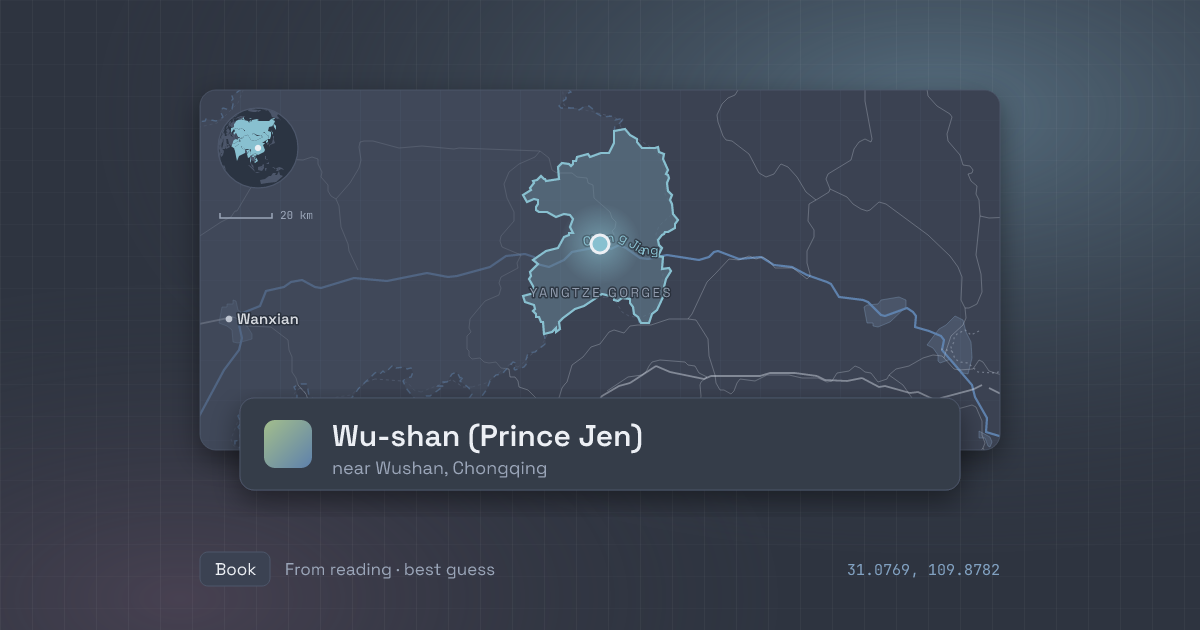 20 km
Jiang
YANGTZE GORGES
Wanxian
Wu-shan (Prince Jen)
near Wushan, Chongqing
Book
From reading · best guess
31.0769, 109.8782